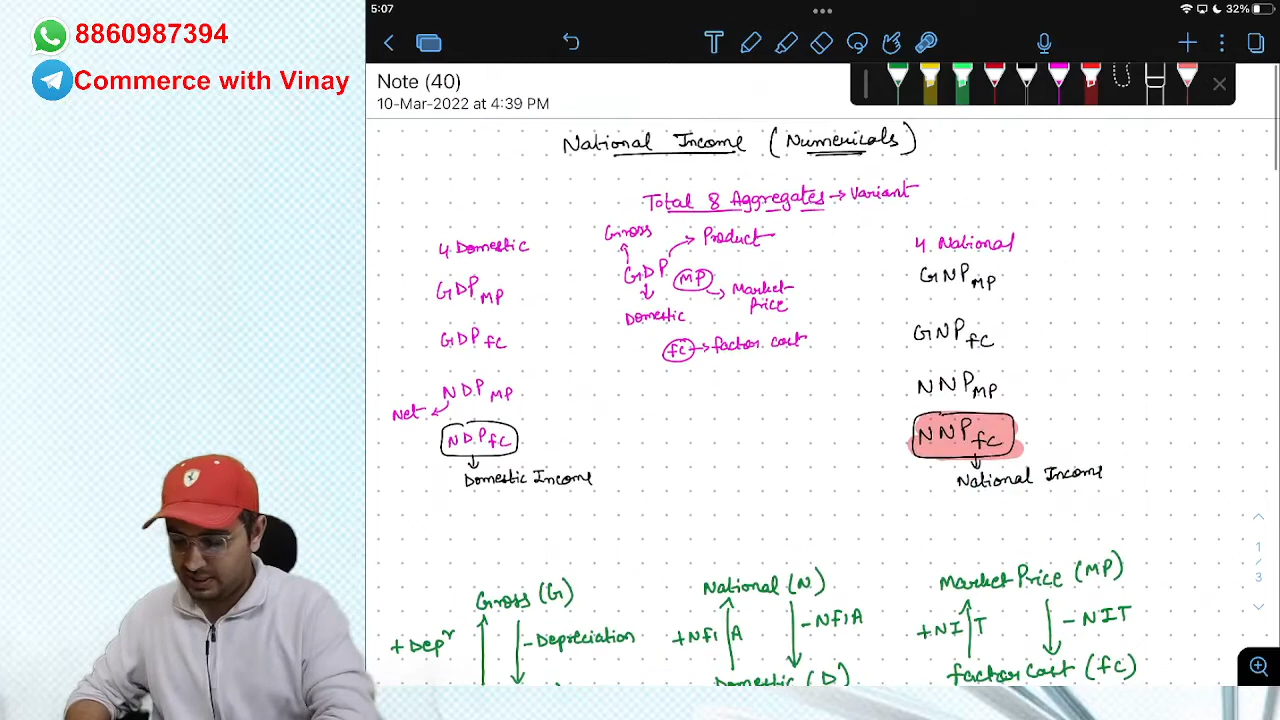 8860987394
Commerce with Vinay
5:07
32%
Note (40)
10-Mar-2022 at 4:39 PM
National Income (Numericals)
Total 8 Aggregates → Variant
4 Domestic
GDP MP
GDP fc
NDP MP
Net
NDP fc
Domestic Income
Gross
Product
GDP MP
Market Price
Domestic
fc → factor cost
4 National
GNP MP
GNP fc
NNP MP
NNP fc
National Income
Gross (G)
+ Depr
- Depreciation
National (N)
+ NfIA
- NfIA
Domestic (D)
Market Price (MP)
+ NIT
- NIT
factor cost (fc)
1
3